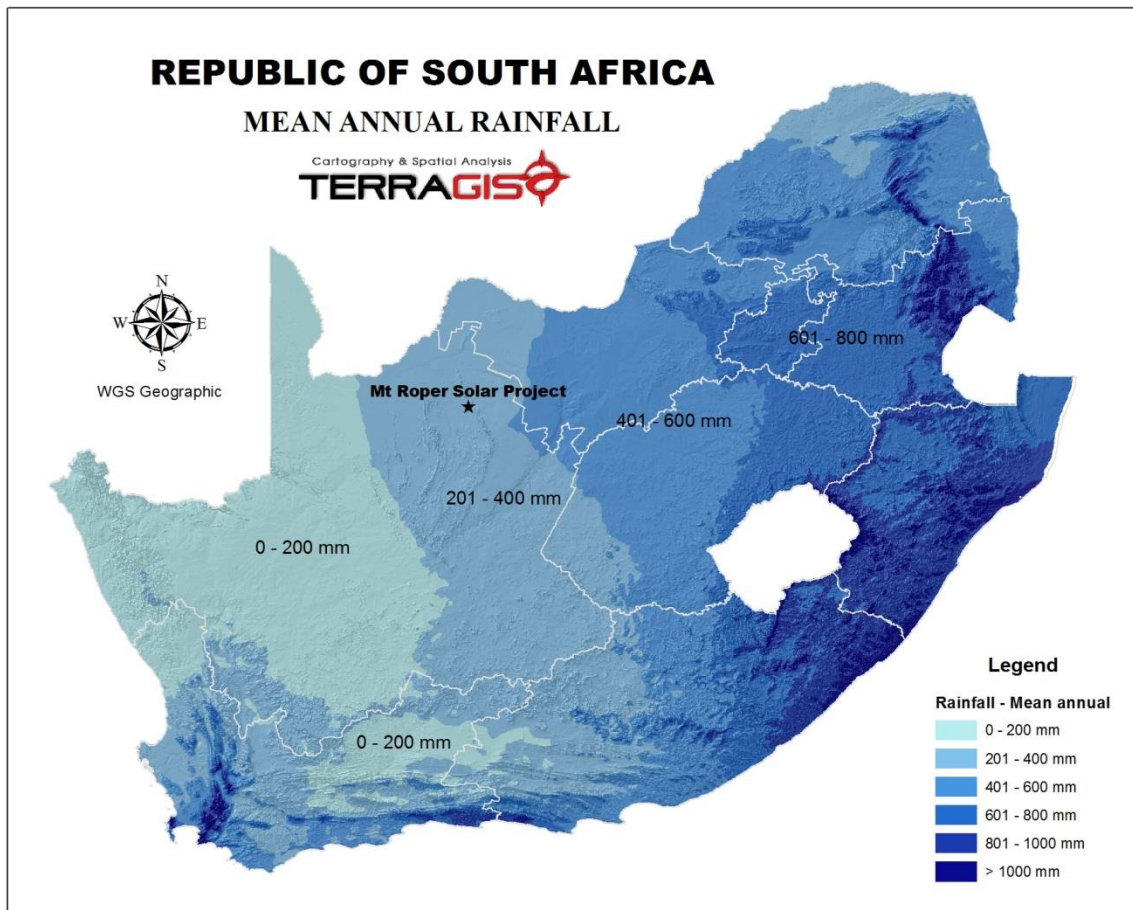 REPUBLIC OF SOUTH AFRICA
MEAN ANNUAL RAINFALL
Cartography & Spatial Analysis
TERRAGIS
N
W E
S
WGS Geographic
601 - 800 mm
Mt Roper Solar Project
401 - 600 mm
201 - 400 mm
0 - 200 mm
0 - 200 mm
Legend
Rainfall - Mean annual
0 - 200 mm
201 - 400 mm
401 - 600 mm
601 - 800 mm
801 - 1000 mm
> 1000 mm